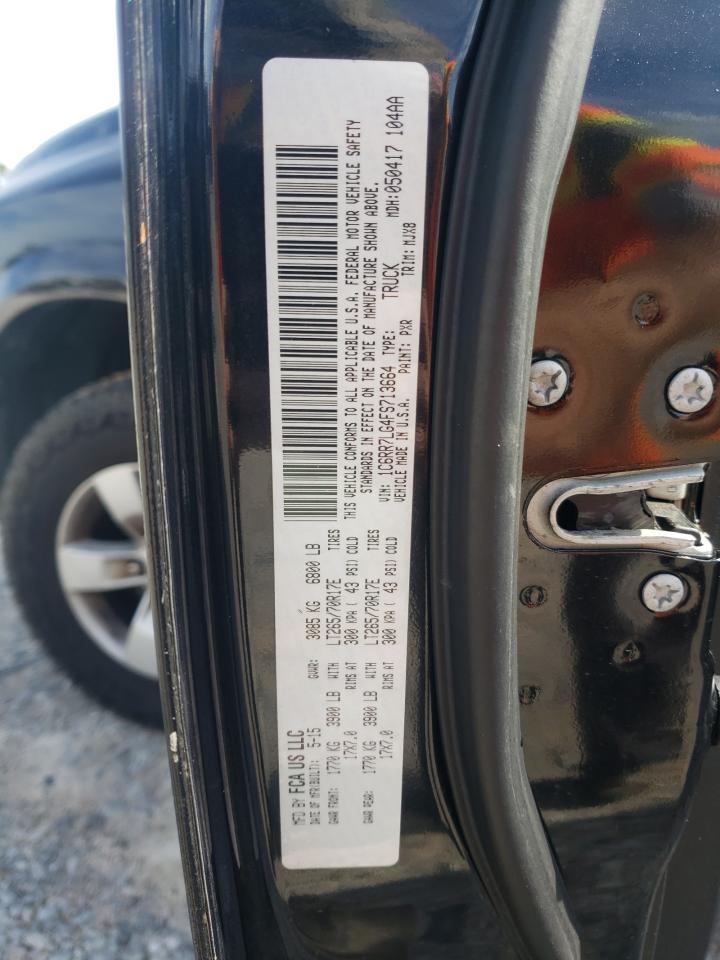 MFD BY FCA US LLC
DATE OF MFR(BUILT): 5-15 GVWR: 3085 KG 6800 LB
GAWR FRONT: 1770 KG 3900 LB WITH LT265/70R17E TIRES
17X7.0 RIMS AT 300 KPA ( 43 PSI) COLD
GAWR REAR: 1770 KG 3900 LB WITH LT265/70R17E TIRES
17X7.0 RIMS AT 300 KPA ( 43 PSI) COLD
THIS VEHICLE CONFORMS TO ALL APPLICABLE U.S.A. FEDERAL MOTOR VEHICLE SAFETY
STANDARDS IN EFFECT ON THE DATE OF MANUFACTURE SHOWN ABOVE.
VIN: 1C6RR7LG4FS713664 TYPE: TRUCK MDH: 050417 104AA
VEHICLE MADE IN U.S.A. PAINT: PXR TRIM: MJX8